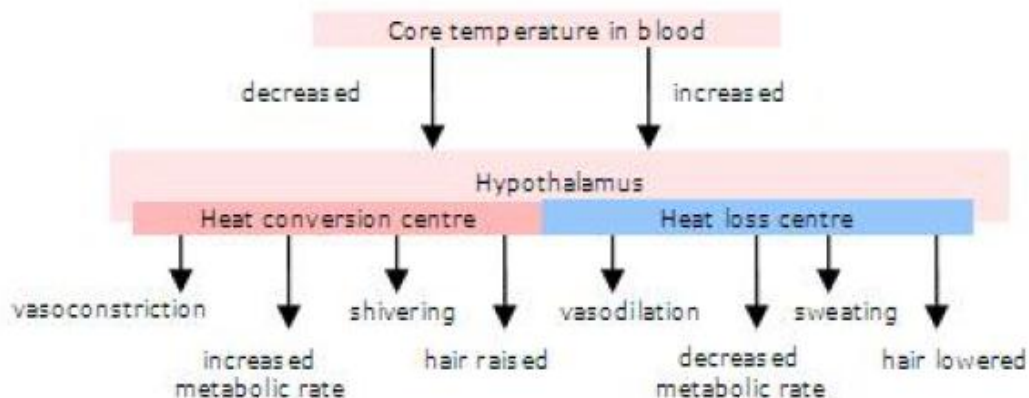 Core temperature in blood
decreased
increased
Hypothalamus
Heat conversion centre
Heat loss centre
vasoconstriction
shivering
vasodilation
sweating
increased
metabolic rate
hair raised
decreased
metabolic rate
hair lowered